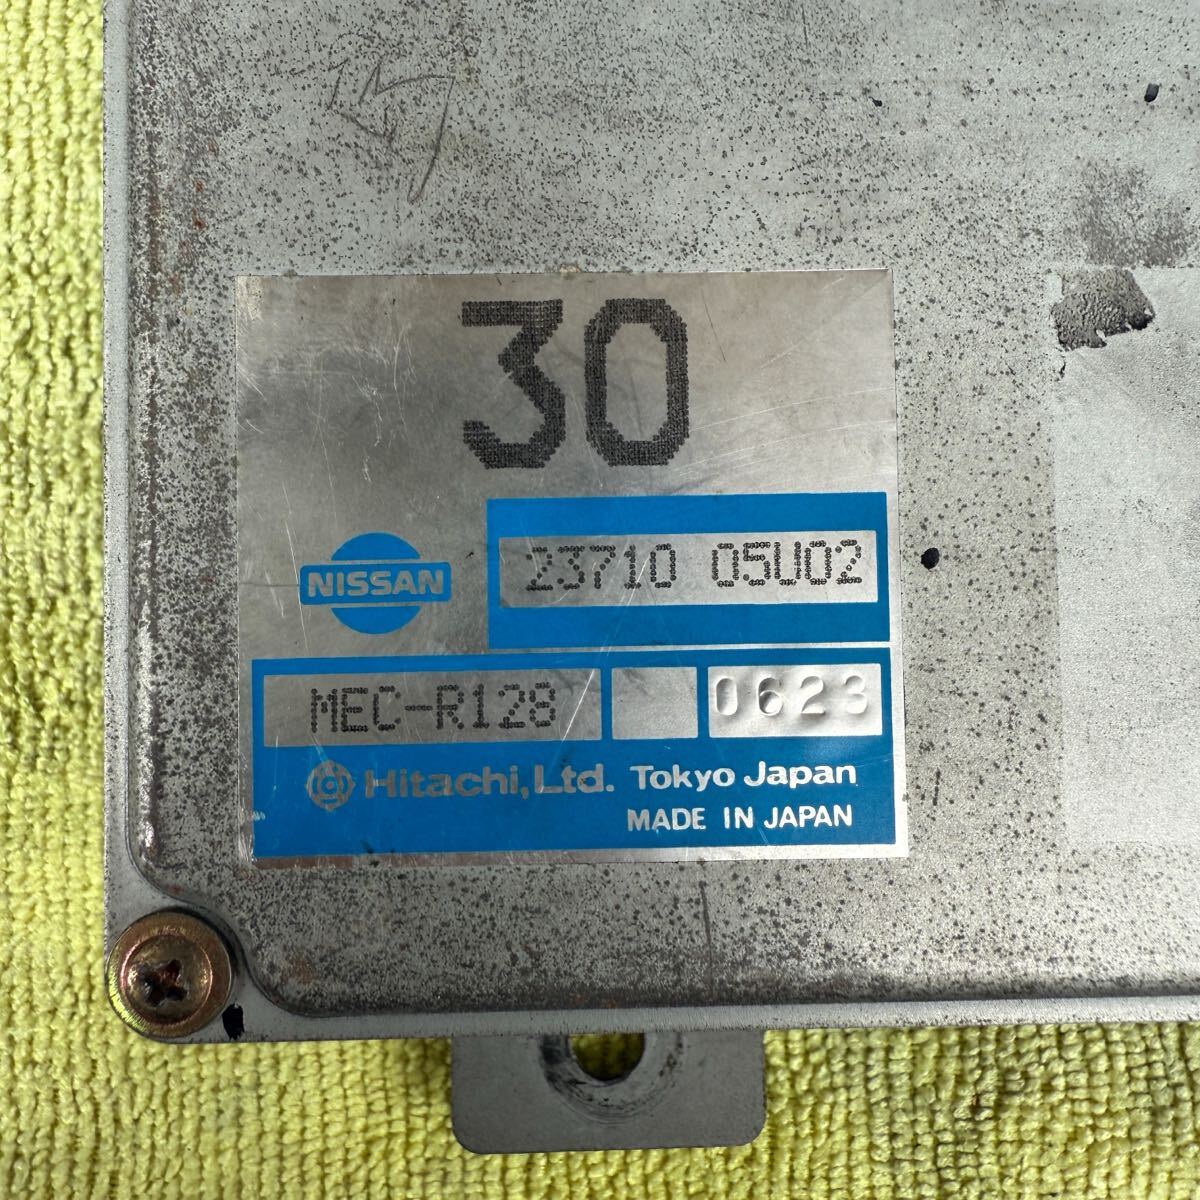 30
NISSAN
23710 05U02
MEC-R128
0623
Hitachi, Ltd. Tokyo Japan
MADE IN JAPAN